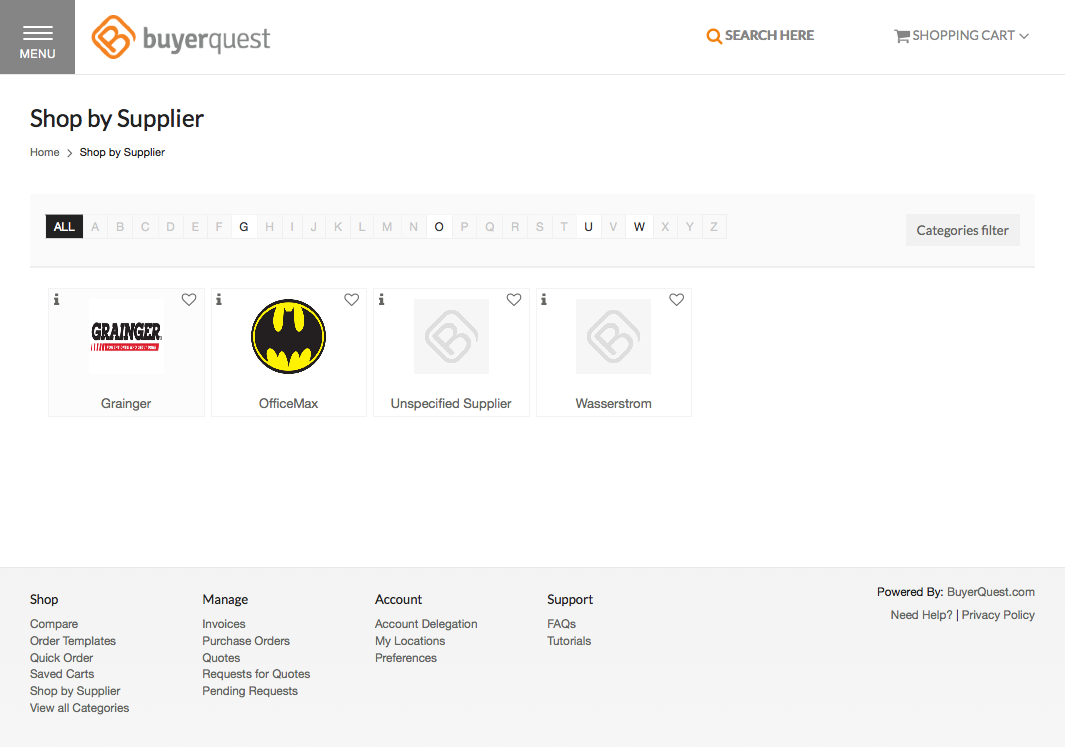 MENU
buyerquest
SEARCH HERE
SHOPPING CART
Shop by Supplier
Home > Shop by Supplier
ALL A B C D E F G H I J K L M N O P Q R S T U V W X Y Z
Categories filter
GRAINGER
Grainger
OfficeMax
Unspecified Supplier
Wasserstrom
Shop
Compare
Order Templates
Quick Order
Saved Carts
Shop by Supplier
View all Categories
Manage
Invoices
Purchase Orders
Quotes
Requests for Quotes
Pending Requests
Account
Account Delegation
My Locations
Preferences
Support
FAQs
Tutorials
Powered By: BuyerQuest.com
Need Help? | Privacy Policy